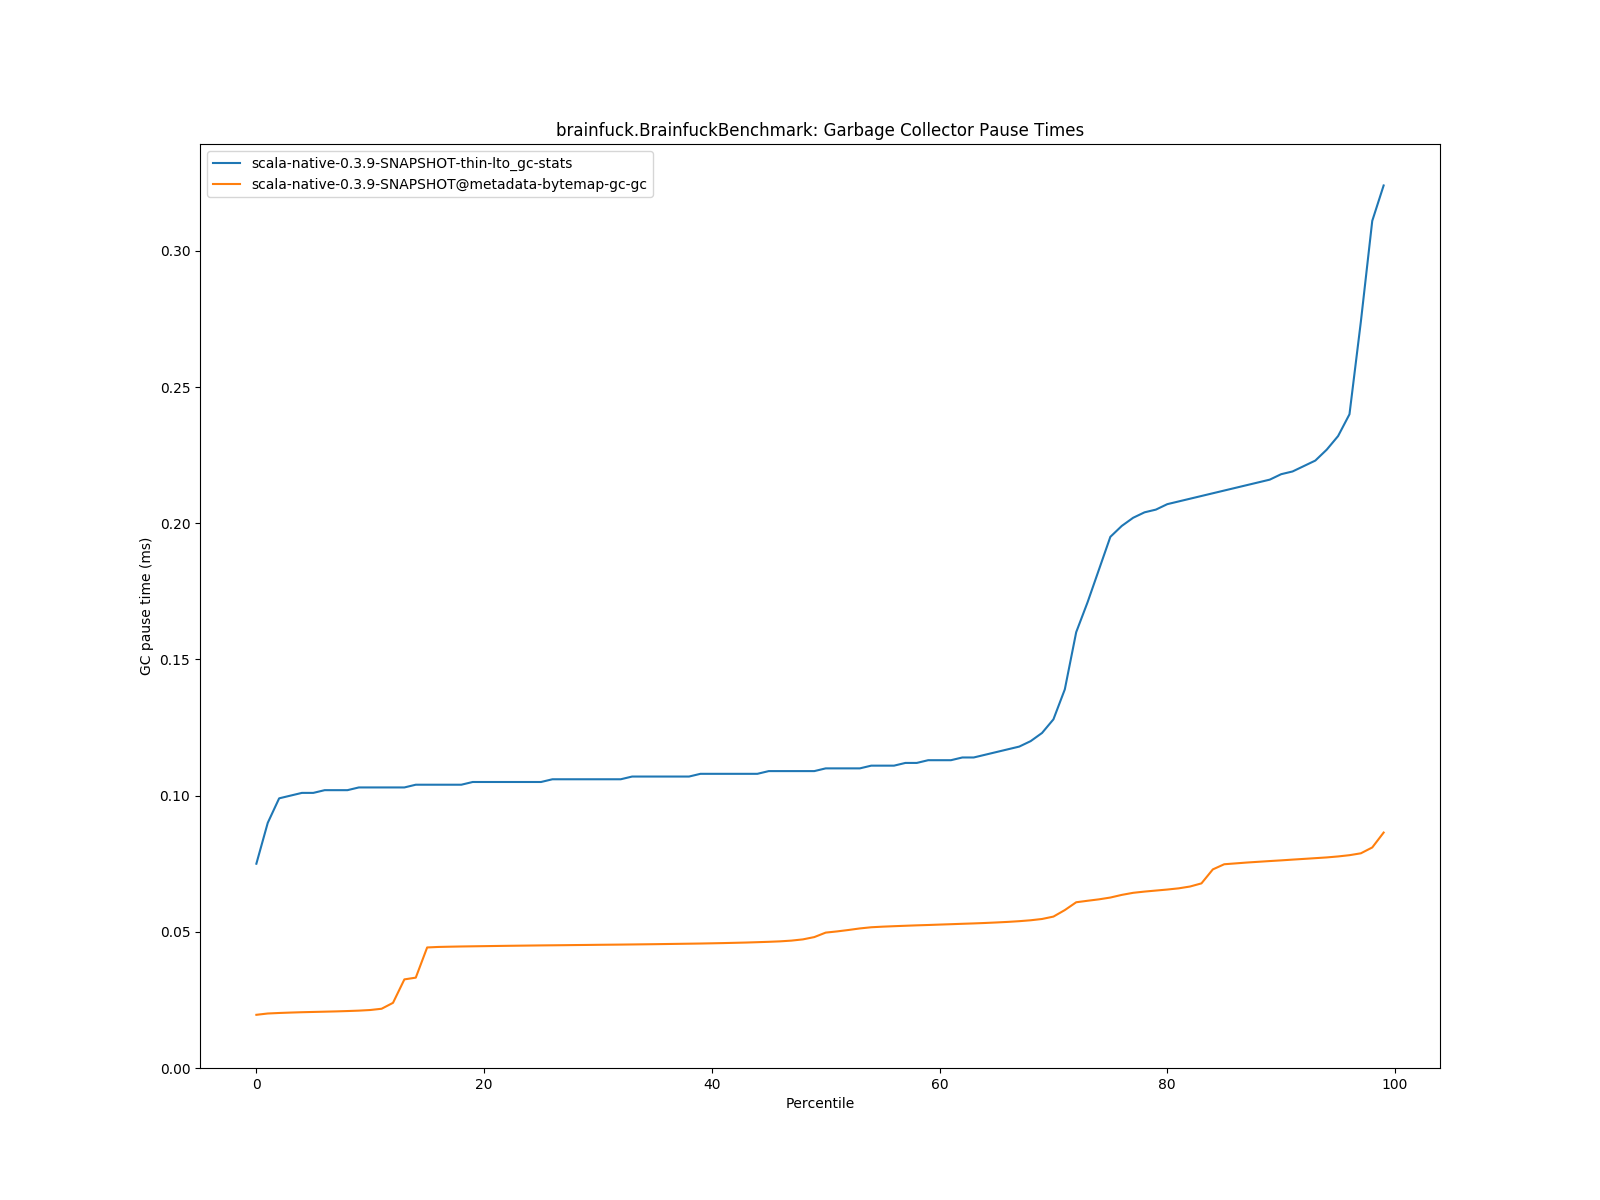 brainfuck.BrainfuckBenchmark: Garbage Collector Pause Times
scala-native-0.3.9-SNAPSHOT-thin-lto_gc-stats
scala-native-0.3.9-SNAPSHOT@metadata-bytemap-gc-gc
0.30
0.25
0.20
0.15
0.10
0.05
0.00
GC pause time (ms)
0 20 40 60 80 100
Percentile